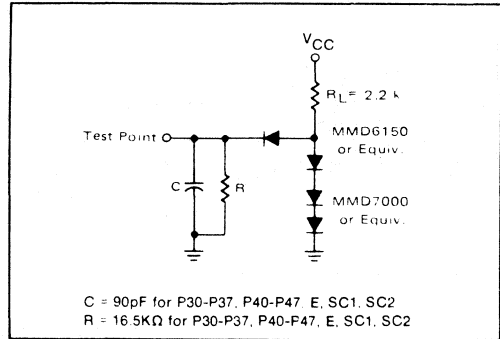 VCC
RL = 2.2 k
Test Point
MMD6150
or Equiv.
C
R
MMD7000
or Equiv.
C = 90pF for P30-P37, P40-P47, E, SC1, SC2
R = 16.5KΩ for P30-P37, P40-P47, E, SC1, SC2